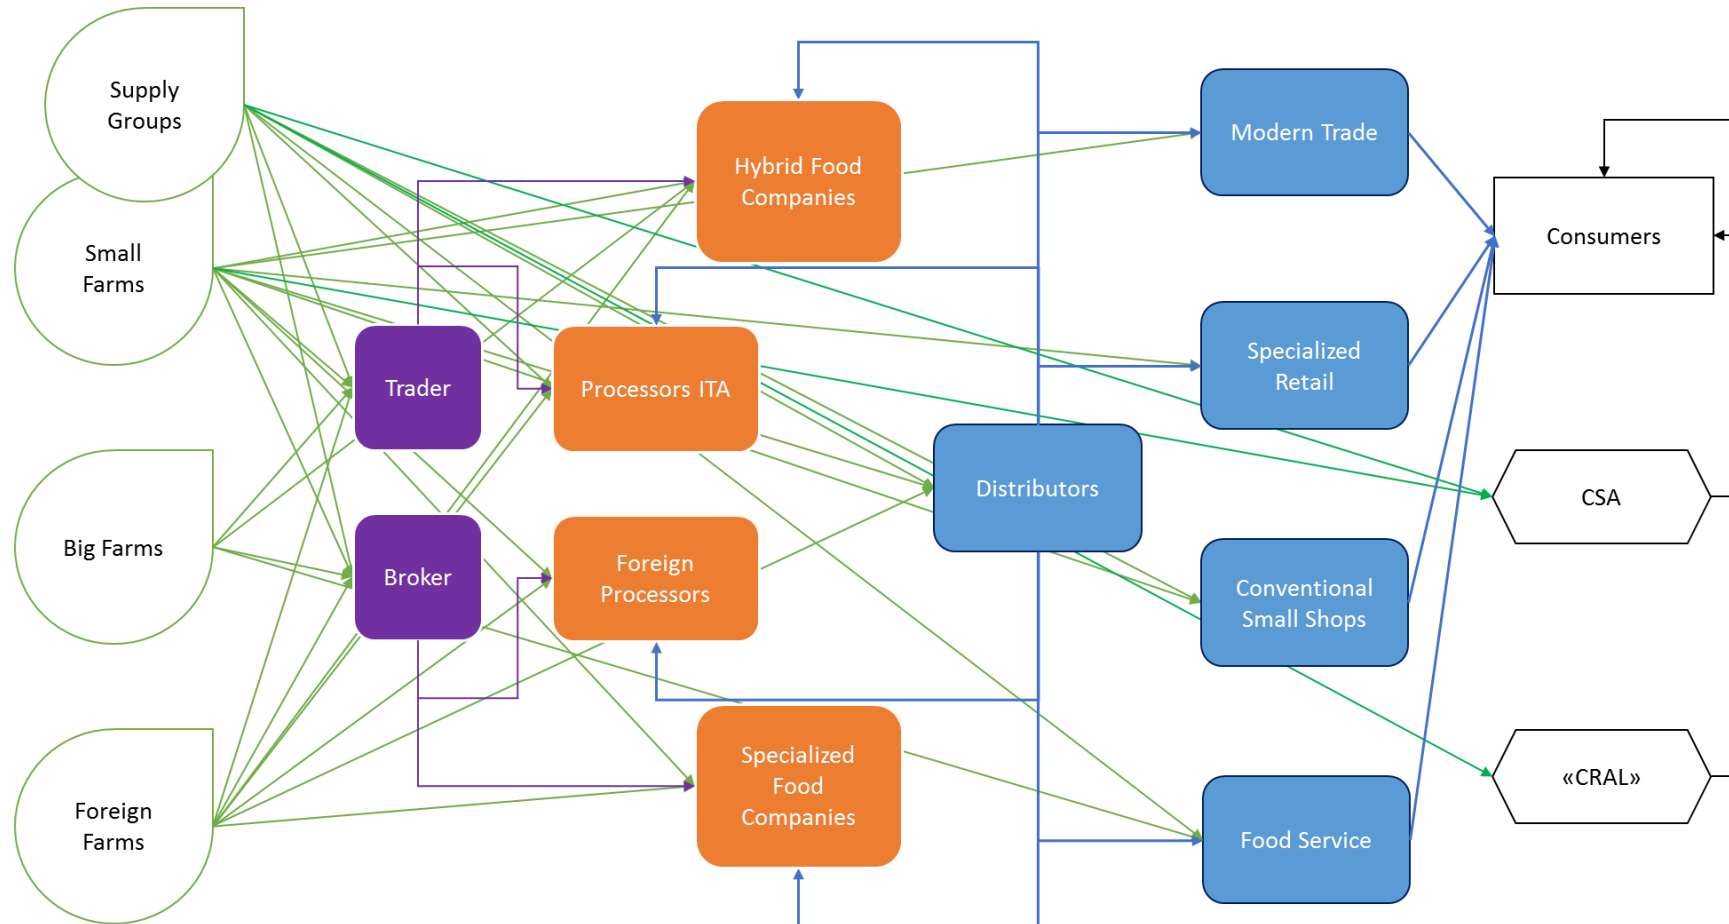 Supply
Groups
Small
Farms
Big Farms
Foreign
Farms
Trader
Broker
Hybrid Food
Companies
Processors ITA
Foreign
Processors
Specialized
Food
Companies
Distributors
Modern Trade
Specialized
Retail
Conventional
Small Shops
Food Service
Consumers
CSA
«CRAL»